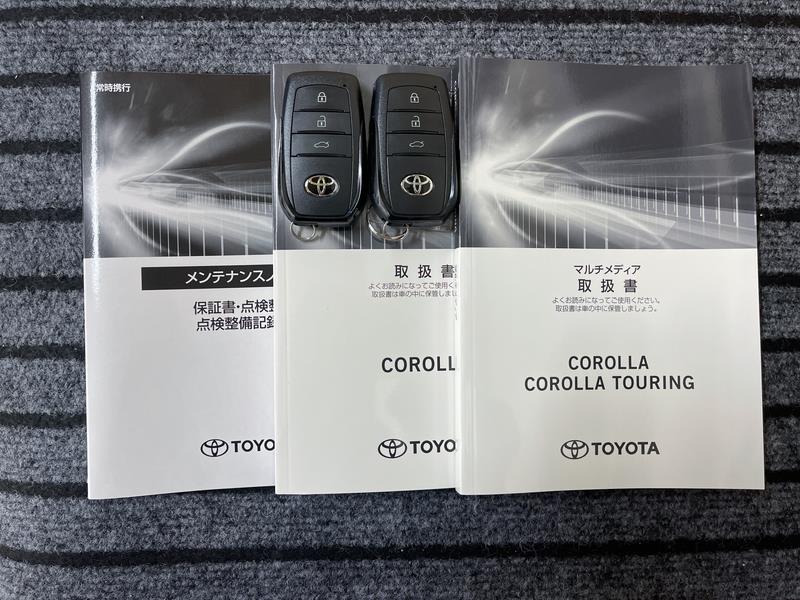 常時携行
メンテナンスノ
保証書・点検整
点検整備記録
TOYO
取扱書
よくお読みになってご使用く
取扱書は車の中に保管しまし
COROLL
TOYO
マルチメディア
取扱書
よくお読みになってご使用ください。
取扱書は車の中に保管しましょう。
COROLLA
COROLLA TOURING
TOYOTA